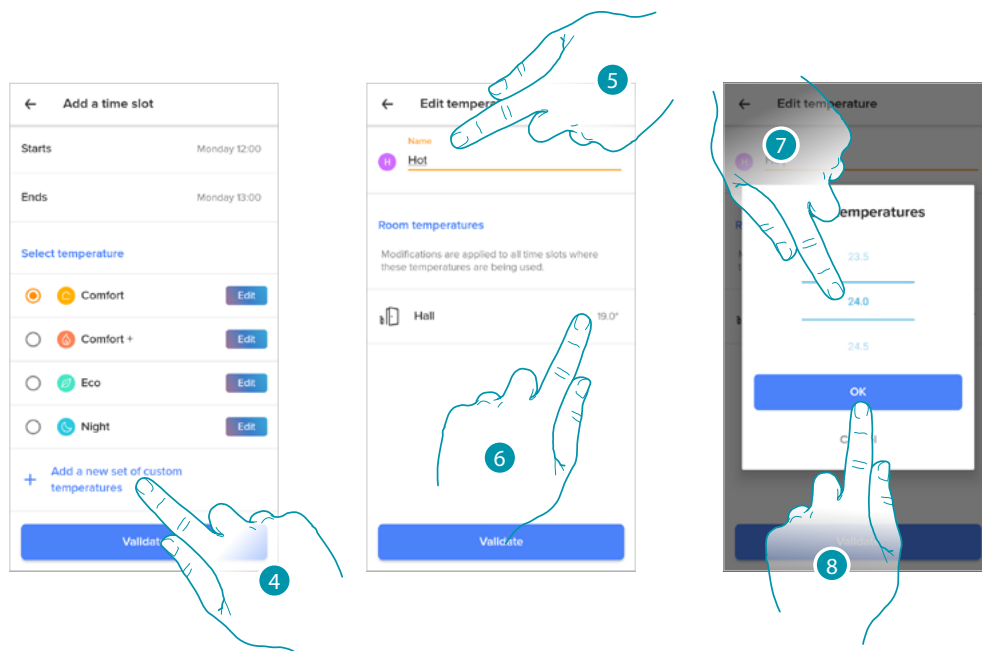 ← Add a time slot
Starts Monday 12:00
Ends Monday 13:00
Select temperature
Comfort Edit
Comfort + Edit
Eco Edit
Night Edit
+ Add a new set of custom
temperatures
4
5
← Edit
Name
H Hot
Room temperatures
Modifications are applied to all time slots where
these temperatures are being used.
Hall 19.0°
6
Validate
← Edit temperature
7
H
23.5
24.0
24.5
OK
8